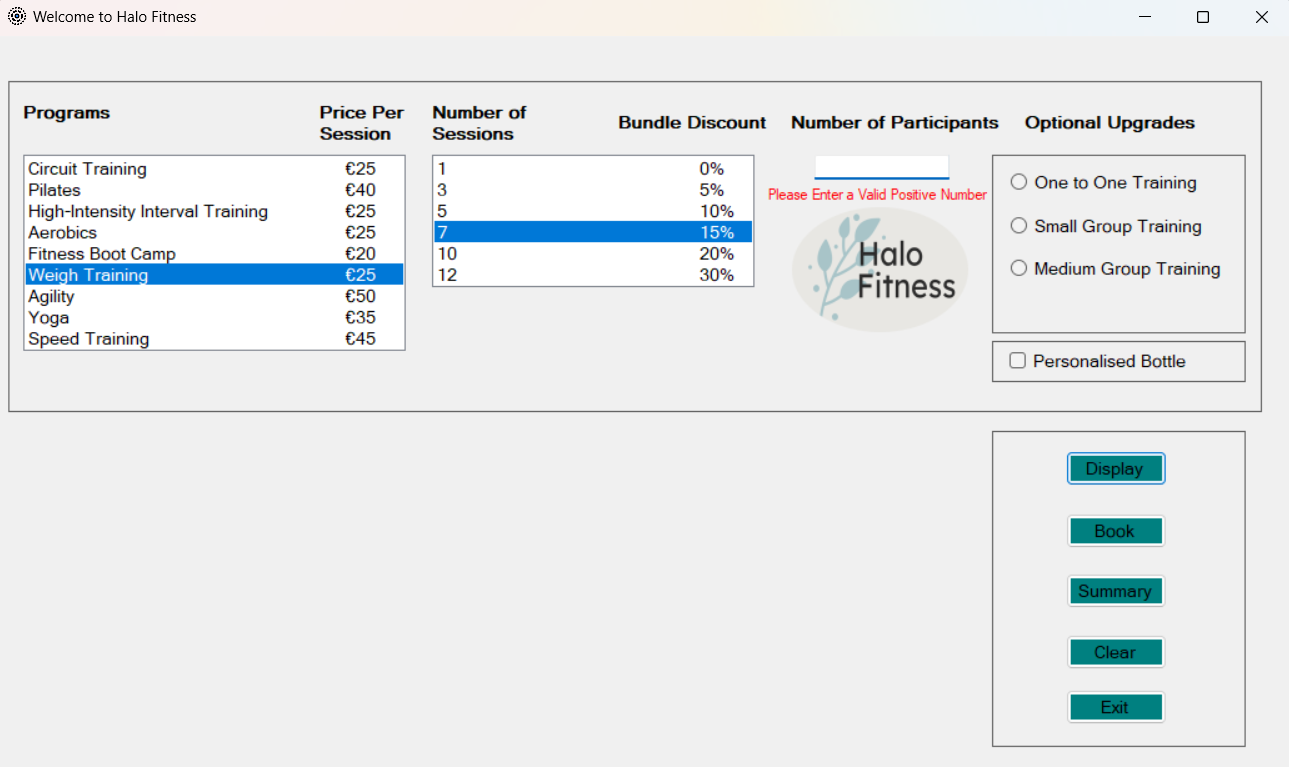 Welcome to Halo Fitness
Programs
Price Per
Session
Number of
Sessions
Bundle Discount
Number of Participants
Optional Upgrades
Circuit Training €25
Pilates €40
High-Intensity Interval Training €25
Aerobics €25
Fitness Boot Camp €20
Weigh Training €25
Agility €50
Yoga €35
Speed Training €45
1 0%
3 5%
5 10%
7 15%
10 20%
12 30%
Please Enter a Valid Positive Number
Halo
Fitness
One to One Training
Small Group Training
Medium Group Training
Personalised Bottle
Display
Book
Summary
Clear
Exit